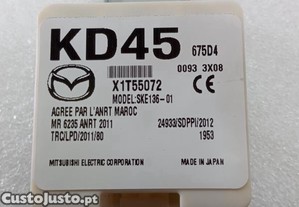 KD45 675D4
0093 3X08
X1T55072 CE
MODEL:SKE136-01
AGREE PAR L'ANRT MAROC
MR 6235 ANRT 2011 24933/SDPPI/2012
TRC/LPD/2011/80 1953
MITSUBISHI ELECTRIC CORPORATION MADE IN JAPAN
CustoJusto.pt